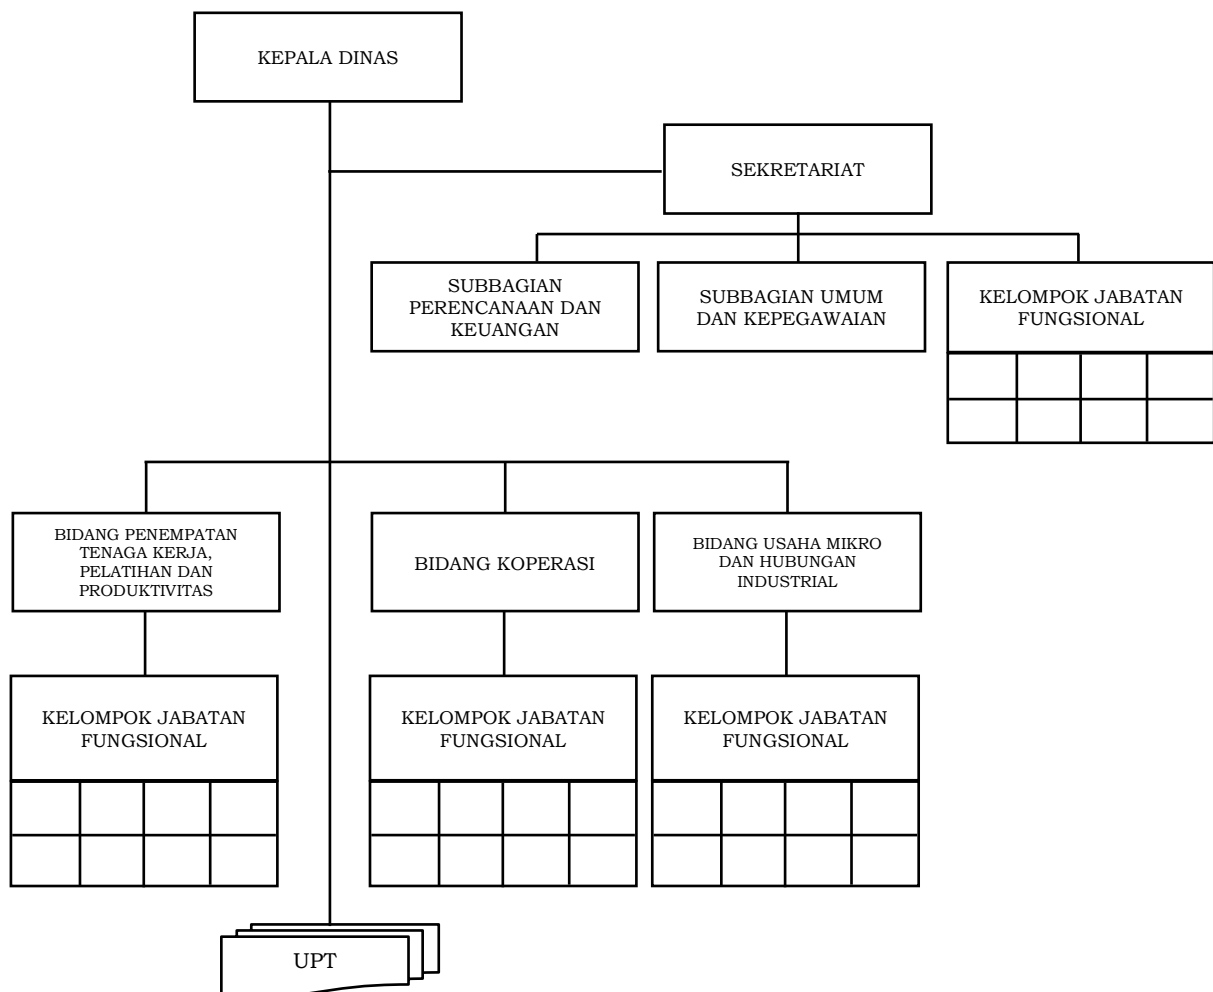 KEPALA DINAS
SEKRETARIAT
SUBBAGIAN
PERENCANAAN DAN
KEUANGAN
SUBBAGIAN UMUM
DAN KEPEGAWAIAN
KELOMPOK JABATAN
FUNGSIONAL
BIDANG PENEMPATAN
TENAGA KERJA,
PELATIHAN DAN
PRODUKTIVITAS
BIDANG KOPERASI
BIDANG USAHA MIKRO
DAN HUBUNGAN
INDUSTRIAL
KELOMPOK JABATAN
FUNGSIONAL
KELOMPOK JABATAN
FUNGSIONAL
KELOMPOK JABATAN
FUNGSIONAL
UPT